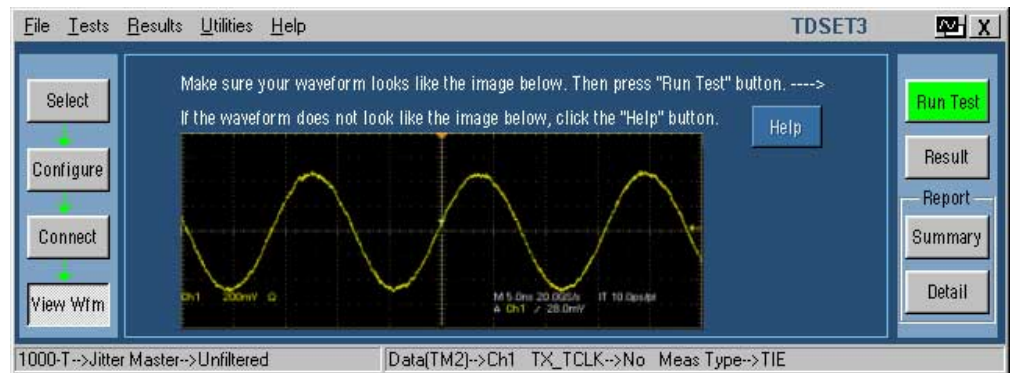 File Tests Results Utilities Help TDSET3 X
Make sure your waveform looks like the image below. Then press "Run Test" button. ---->
If the waveform does not look like the image below, click the "Help" button.
Help
Select
Configure
Connect
View Wfm
Ch1 200mV Ω
M 5.0ns 20.0GS/s IT 10.0ps/pt
A Ch1 / 28.0mV
Run Test
Result
Report
Summary
Detail
1000-T-->Jitter Master-->Unfiltered Data(TM2)-->Ch1 TX_TCLK-->No Meas Type-->TIE